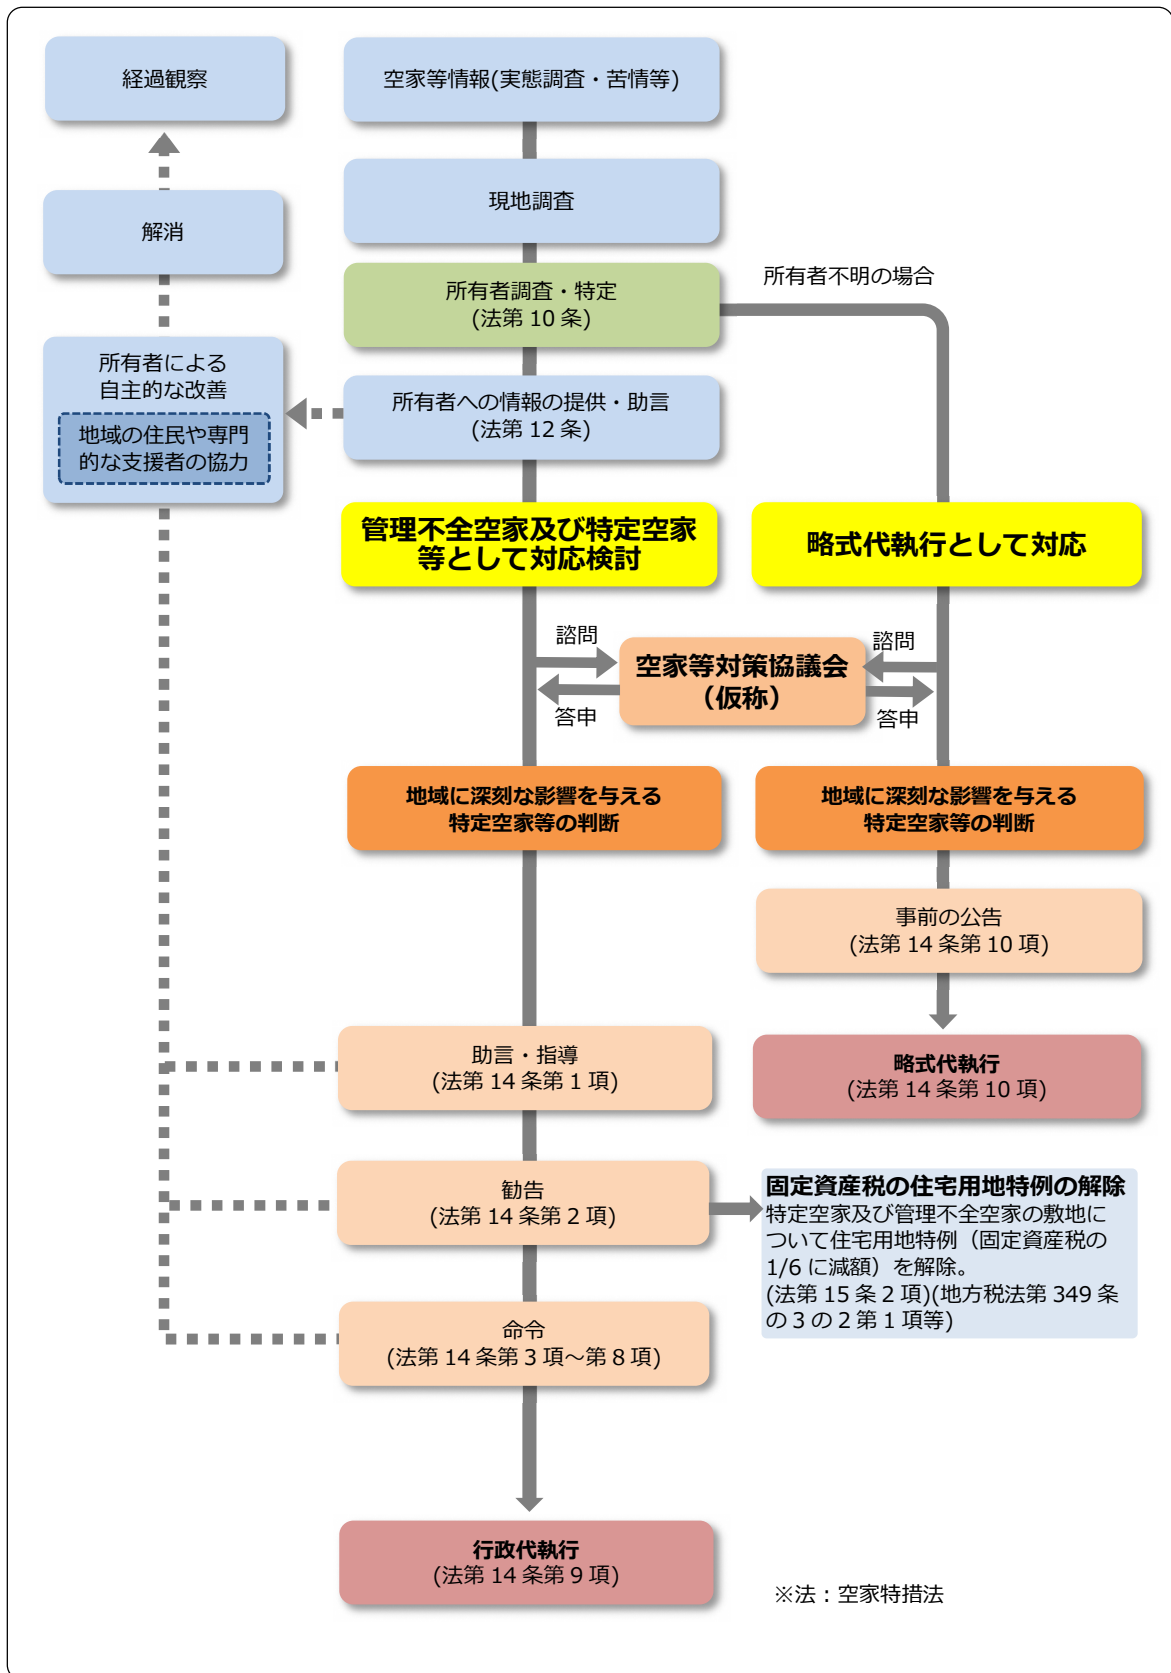 経過観察
空家等情報(実態調査・苦情等)
現地調査
解消
所有者調査・特定
(法第 10 条)
所有者不明の場合
所有者による
自主的な改善
地域の住民や専門
的な支援者の協力
所有者への情報の提供・助言
(法第 12 条)
管理不全空家及び特定空家
等として対応検討
略式代執行として対応
諮問
答申
空家等対策協議会
（仮称）
諮問
答申
地域に深刻な影響を与える
特定空家等の判断
地域に深刻な影響を与える
特定空家等の判断
事前の公告
(法第 14 条第 10 項)
助言・指導
(法第 14 条第 1 項)
略式代執行
(法第 14 条第 10 項)
勧告
(法第 14 条第 2 項)
固定資産税の住宅用地特例の解除
特定空家及び管理不全空家の敷地に
ついて住宅用地特例（固定資産税の
1/6 に減額）を解除。
(法第 15 条 2 項)(地方税法第 349 条
の 3 の 2 第 1 項等)
命令
(法第 14 条第 3 項～第 8 項)
行政代執行
(法第 14 条第 9 項)
※法：空家特措法